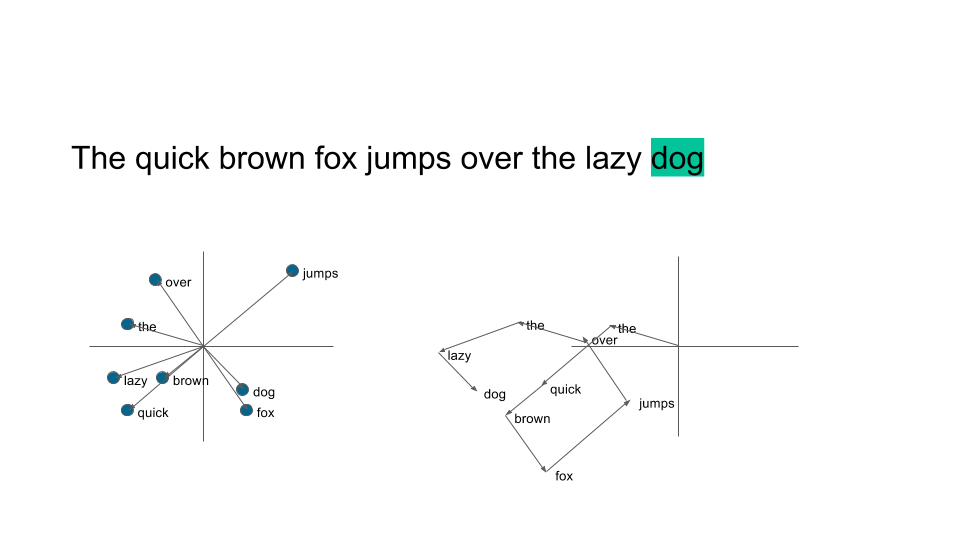 The quick brown fox jumps over the lazy dog
jumps
over
the
lazy
brown
quick
dog
fox
the
the
over
lazy
dog
quick
jumps
brown
fox